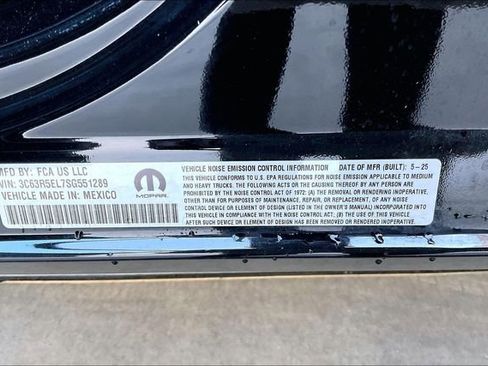 MFD BY: FCA US LLC
VIN: 3C63R5EL7SG551289
VEHICLE MADE IN: MEXICO
MOPAR
VEHICLE NOISE EMISSION CONTROL INFORMATION DATE OF MFR (BUILT): 5-25
THIS VEHICLE CONFORMS TO U.S. EPA REGULATIONS FOR NOISE EMISSION APPLICABLE TO MEDIUM
AND HEAVY TRUCKS. THE FOLLOWING ACTS OR THE CAUSING THEREOF BY ANY PERSON ARE
PROHIBITED BY THE NOISE CONTROL ACT OF 1972: (A) THE REMOVAL OR RENDERING INOPERATIVE,
OTHER THAN FOR PURPOSES OF MAINTENANCE, REPAIR, OR REPLACEMENT, OF ANY NOISE
CONTROL DEVICE OR ELEMENT OF DESIGN (LISTED IN THE OWNER'S MANUAL) INCORPORATED
INTO THIS VEHICLE IN COMPLIANCE WITH THE NOISE CONTROL ACT; (B) THE USE OF THE VEHICLE
AFTER SUCH DEVICE OR ELEMENT OF DESIGN HAS BEEN REMOVED OR RENDERED INOPERATIVE.